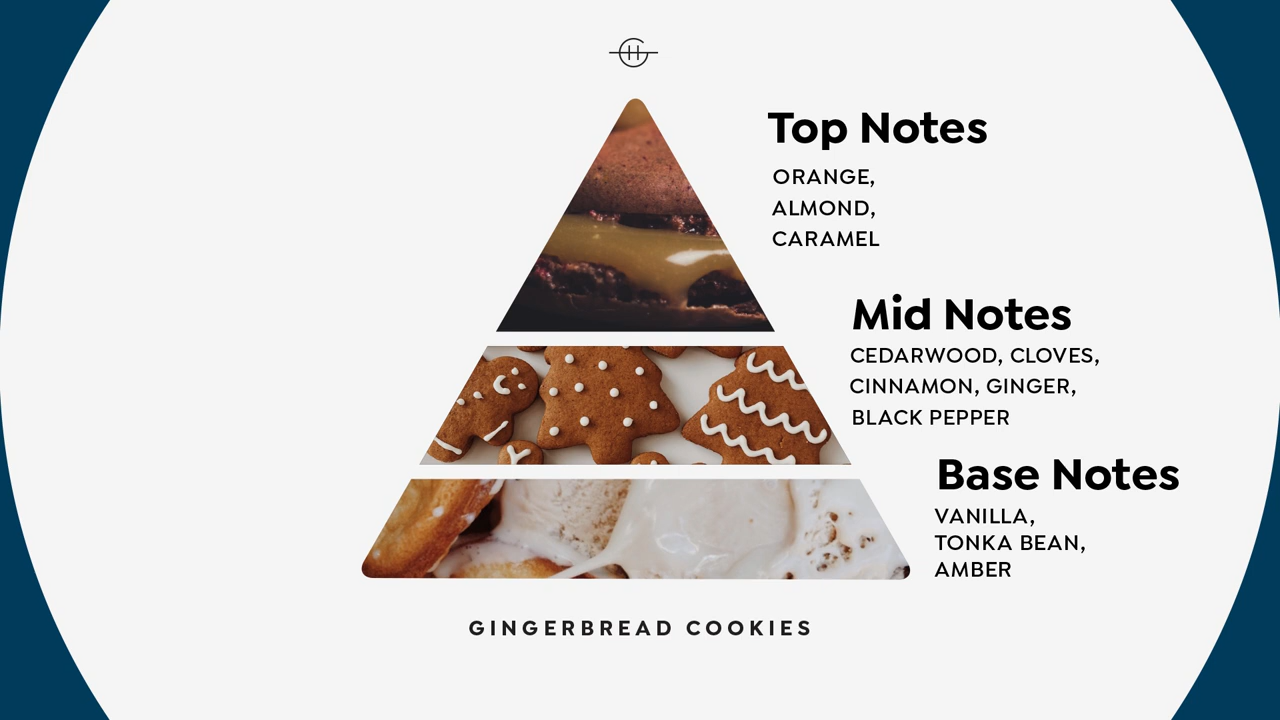 Top Notes
ORANGE,
ALMOND,
CARAMEL
Mid Notes
CEDARWOOD, CLOVES,
CINNAMON, GINGER,
BLACK PEPPER
Base Notes
VANILLA,
TONKA BEAN,
AMBER
GINGERBREAD COOKIES